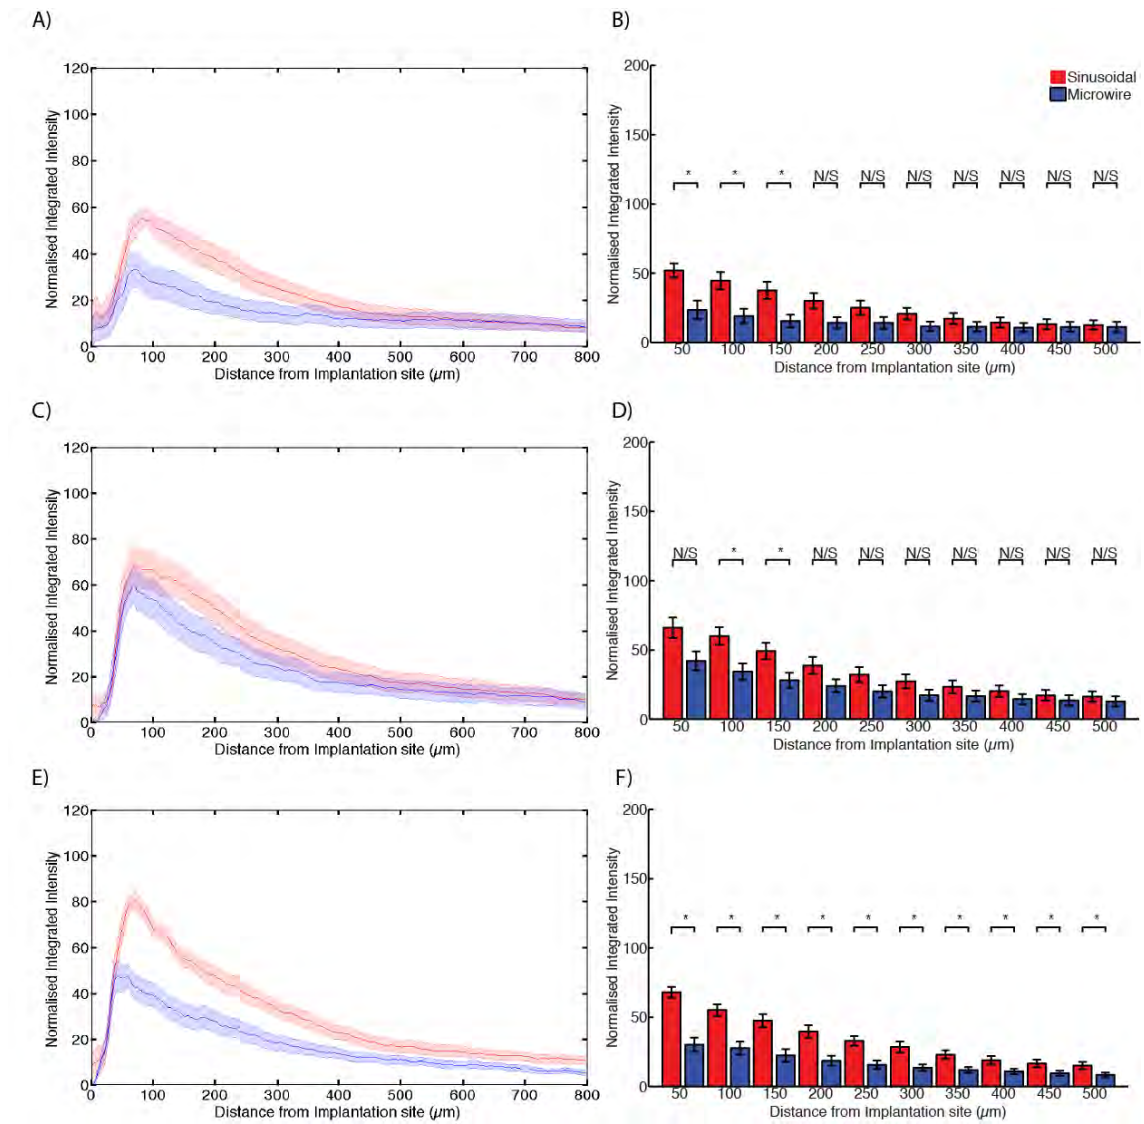 A)
120
100
80
60
40
20
0
Normalised Integrated Intensity
0 100 200 300 400 500 600 700 800
Distance from Implantation site (µm)
B)
200
150
100
50
0
Normalised Integrated Intensity
Sinusoidal
Microwire
* * * N/S N/S N/S N/S N/S N/S N/S
50 100 150 200 250 300 350 400 450 500
Distance from Implantation site (µm)
C)
120
100
80
60
40
20
0
Normalised Integrated Intensity
0 100 200 300 400 500 600 700 800
Distance from Implantation site (µm)
D)
200
150
100
50
0
Normalised Integrated Intensity
N/S * * N/S N/S N/S N/S N/S N/S N/S
50 100 150 200 250 300 350 400 450 500
Distance from Implantation site (µm)
E)
120
100
80
60
40
20
0
Normalised Integrated Intensity
0 100 200 300 400 500 600 700 800
Distance from Implantation site (µm)
F)
200
150
100
50
0
Normalised Integrated Intensity
* * * * * * * * * *
50 100 150 200 250 300 350 400 450 500
Distance from Implantation site (µm)